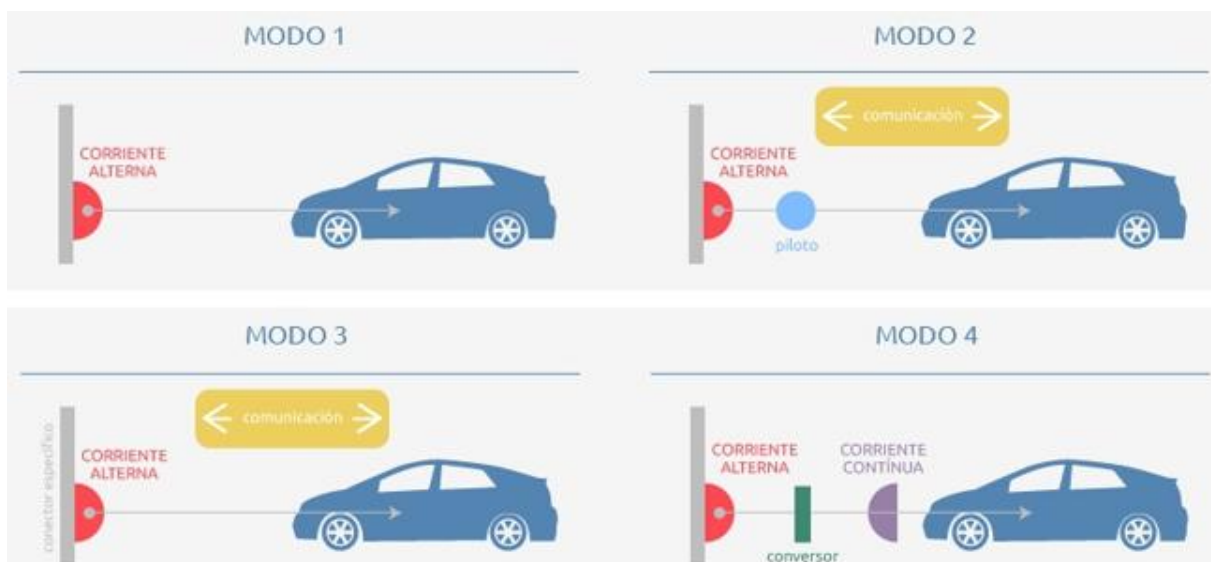 MODO 1
CORRIENTE
ALTERNA
MODO 2
comunicación
CORRIENTE
ALTERNA
piloto
MODO 3
comunicación
conector específico
CORRIENTE
ALTERNA
MODO 4
CORRIENTE
ALTERNA
CORRIENTE
CONTÍNUA
conversor